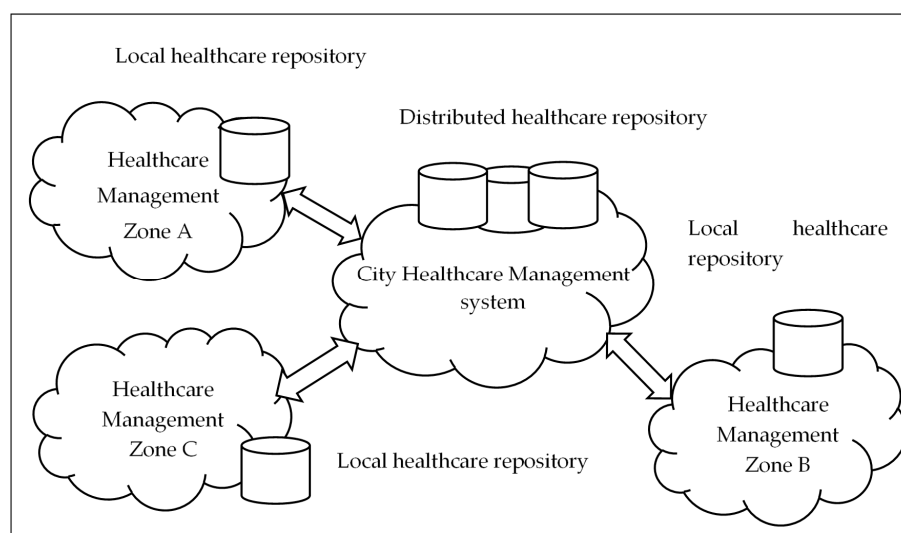 Local healthcare repository
Distributed healthcare repository
Healthcare
Management
Zone A
Local healthcare
repository
City Healthcare Management
system
Healthcare
Management
Zone C
Local healthcare repository
Healthcare
Management
Zone B